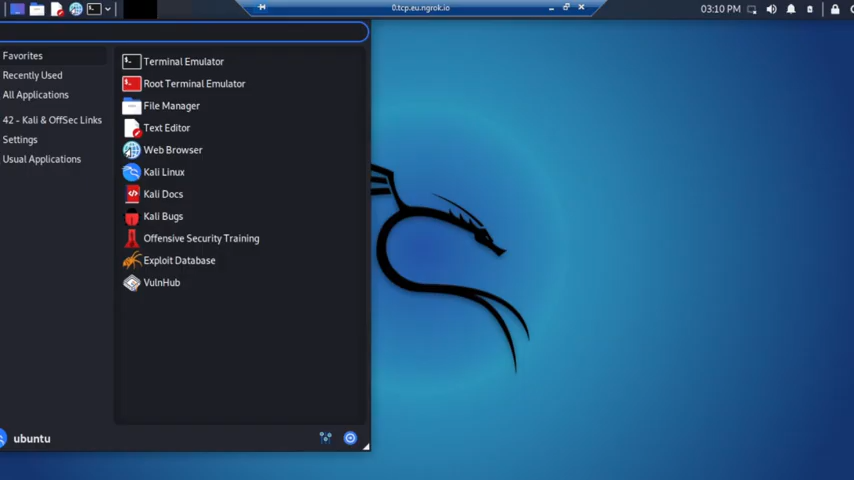 0.tcp.eu.ngrok.io
03:10 PM
Favorites
Recently Used
All Applications
42 - Kali & OffSec Links
Settings
Usual Applications
Terminal Emulator
Root Terminal Emulator
File Manager
Text Editor
Web Browser
Kali Linux
Kali Docs
Kali Bugs
Offensive Security Training
Exploit Database
VulnHub
ubuntu